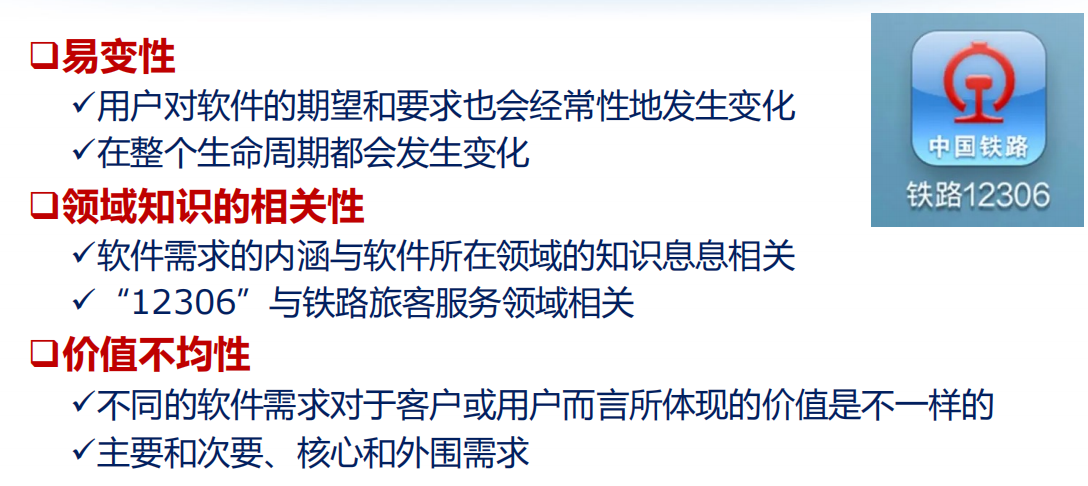 易变性
用户对软件的期望和要求也会经常性地发生变化
在整个生命周期都会发生变化
领域知识的相关性
软件需求的内涵与软件所在领域的知识息息相关
“12306”与铁路旅客服务领域相关
价值不均性
不同的软件需求对于客户或用户而言所体现的价值是不一样的
主要和次要、核心和外围需求
中国铁路
铁路12306